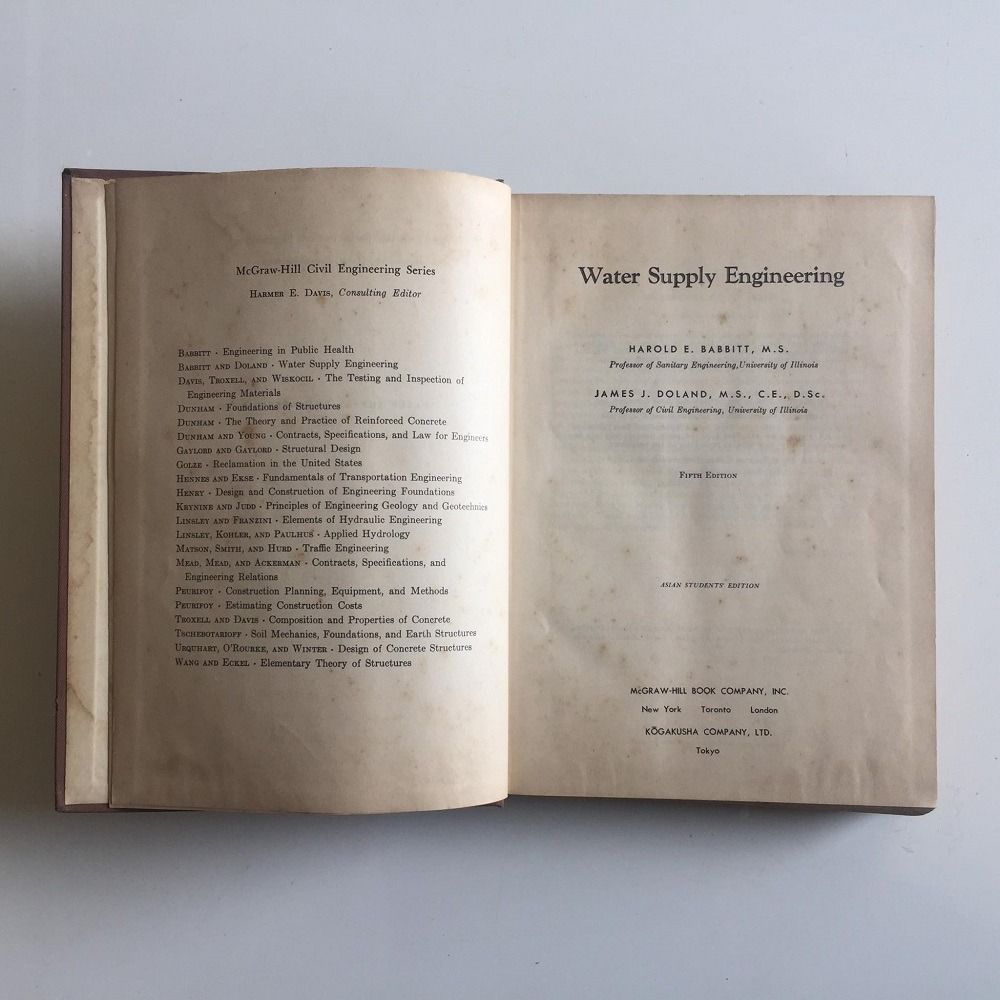 McGraw-Hill Civil Engineering Series
Harmer E. Davis, Consulting Editor
Babbitt · Engineering in Public Health
Babbitt and Doland · Water Supply Engineering
Davis, Troxell, and Wiskocil · The Testing and Inspection of
Engineering Materials
Dunham · Foundations of Structures
Dunham · The Theory and Practice of Reinforced Concrete
Dunham and Young · Contracts, Specifications, and Law for Engineers
Gaylord and Gaylord · Structural Design
Golze · Reclamation in the United States
Hennes and Ekse · Fundamentals of Transportation Engineering
Henry · Design and Construction of Engineering Foundations
Krynine and Judd · Principles of Engineering Geology and Geotechnics
Linsley and Franzini · Elements of Hydraulic Engineering
Linsley, Kohler, and Paulhus · Applied Hydrology
Matson, Smith, and Hurd · Traffic Engineering
Mead, Mead, and Ackerman · Contracts, Specifications, and
Engineering Relations
Peurifoy · Construction Planning, Equipment, and Methods
Peurifoy · Estimating Construction Costs
Troxell and Davis · Composition and Properties of Concrete
Tschebotarioff · Soil Mechanics, Foundations, and Earth Structures
Urquhart, O'Rourke, and Winter · Design of Concrete Structures
Wang and Eckel · Elementary Theory of Structures
Water Supply Engineering
HAROLD E. BABBITT, M.S.
Professor of Sanitary Engineering, University of Illinois
JAMES J. DOLAND, M.S., C.E., D.Sc.
Professor of Civil Engineering, University of Illinois
Fifth Edition
ASIAN STUDENTS' EDITION
McGRAW-HILL BOOK COMPANY, INC.
New York Toronto London
KŌGAKUSHA COMPANY, LTD.
Tokyo